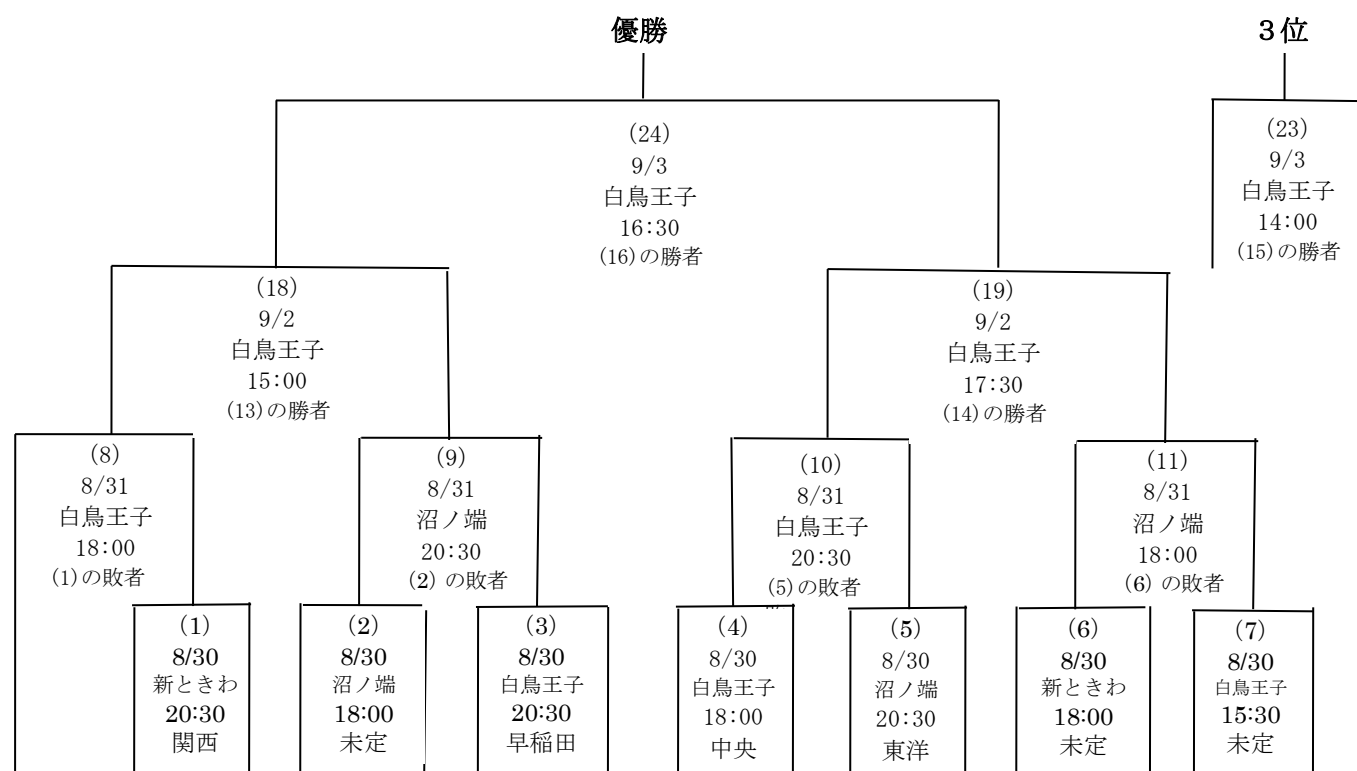 優勝
３位
(24)
9/3
白鳥王子
16:30
(16)の勝者
(23)
9/3
白鳥王子
14:00
(15)の勝者
(18)
9/2
白鳥王子
15:00
(13)の勝者
(19)
9/2
白鳥王子
17:30
(14)の勝者
(8)
8/31
白鳥王子
18:00
(1)の敗者
(9)
8/31
沼ノ端
20:30
(2) の敗者
(10)
8/31
白鳥王子
20:30
(5)の敗者
(11)
8/31
沼ノ端
18:00
(6) の敗者
(1)
8/30
新ときわ
20:30
関西
(2)
8/30
沼ノ端
18:00
未定
(3)
8/30
白鳥王子
20:30
早稲田
(4)
8/30
白鳥王子
18:00
中央
(5)
8/30
沼ノ端
20:30
東洋
(6)
8/30
新ときわ
18:00
未定
(7)
8/30
白鳥王子
15:30
未定